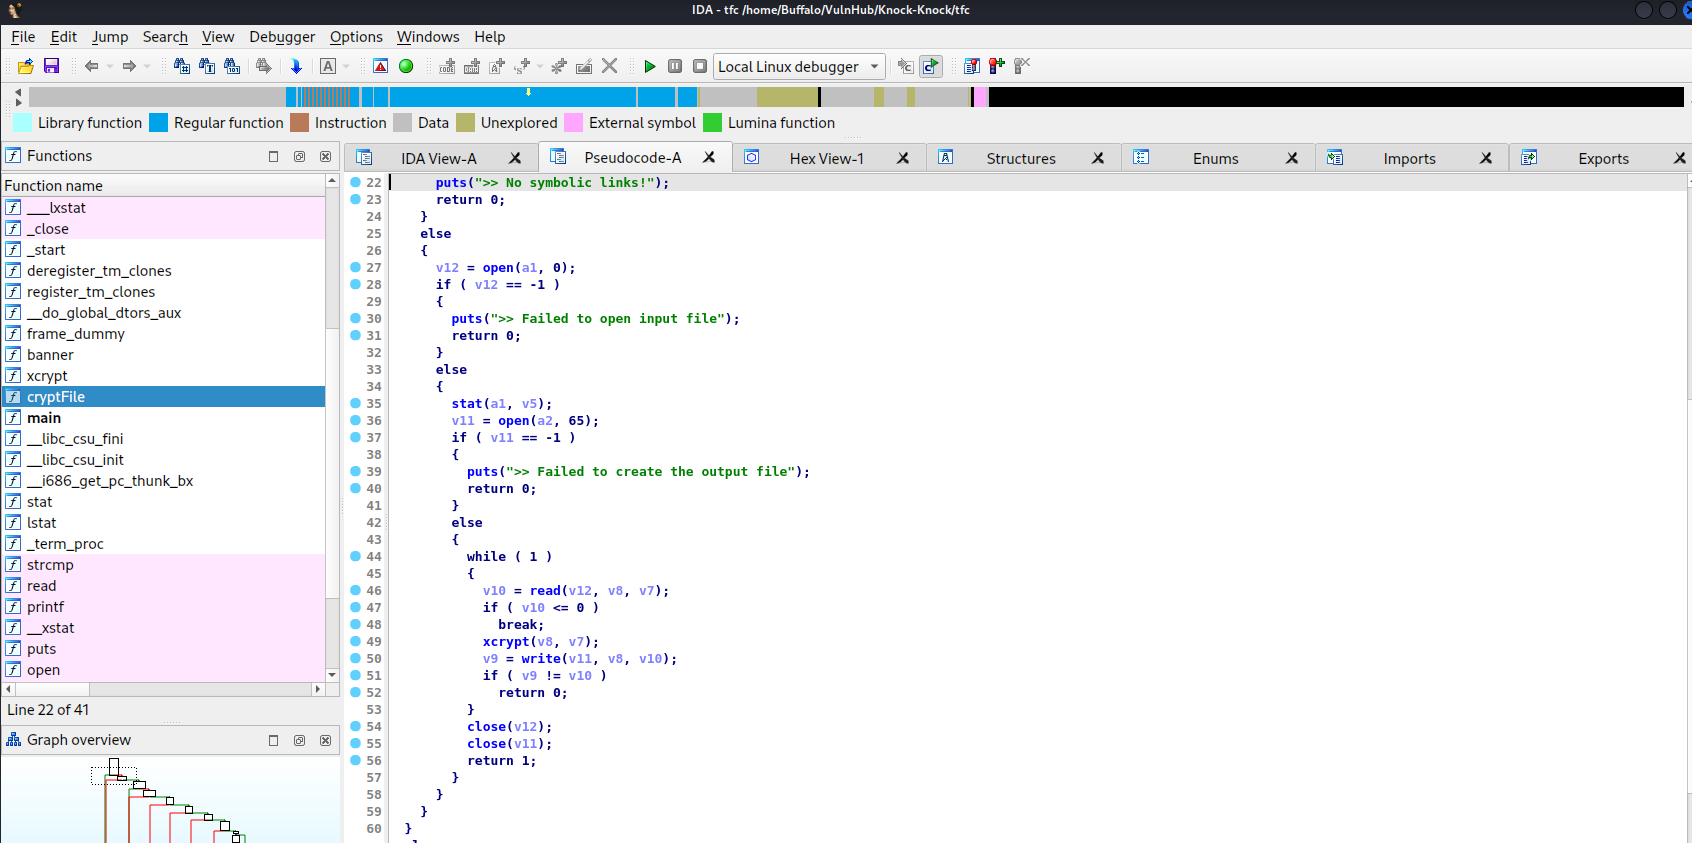 IDA - tfc /home/Buffalo/VulnHub/Knock-Knock/tfc
File Edit Jump Search View Debugger Options Windows Help
Local Linux debugger
Library function Regular function Instruction Data Unexplored External symbol Lumina function
Functions
IDA View-A Pseudocode-A Hex View-1 Structures Enums Imports Exports
Function name
___lxstat
_close
_start
deregister_tm_clones
register_tm_clones
__do_global_dtors_aux
frame_dummy
banner
xcrypt
cryptFile
main
__libc_csu_fini
__libc_csu_init
__i686_get_pc_thunk_bx
stat
lstat
_term_proc
strcmp
read
printf
__xstat
puts
open
Line 22 of 41
Graph overview
22 puts(">> No symbolic links!");
23 return 0;
24 }
25 else
26 {
27 v12 = open(a1, 0);
28 if ( v12 == -1 )
29 {
30 puts(">> Failed to open input file");
31 return 0;
32 }
33 else
34 {
35 stat(a1, v5);
36 v11 = open(a2, 65);
37 if ( v11 == -1 )
38 {
39 puts(">> Failed to create the output file");
40 return 0;
41 }
42 else
43 {
44 while ( 1 )
45 {
46 v10 = read(v12, v8, v7);
47 if ( v10 <= 0 )
48 break;
49 xcrypt(v8, v7);
50 v9 = write(v11, v8, v10);
51 if ( v9 != v10 )
52 return 0;
53 }
54 close(v12);
55 close(v11);
56 return 1;
57 }
58 }
59 }
60 }